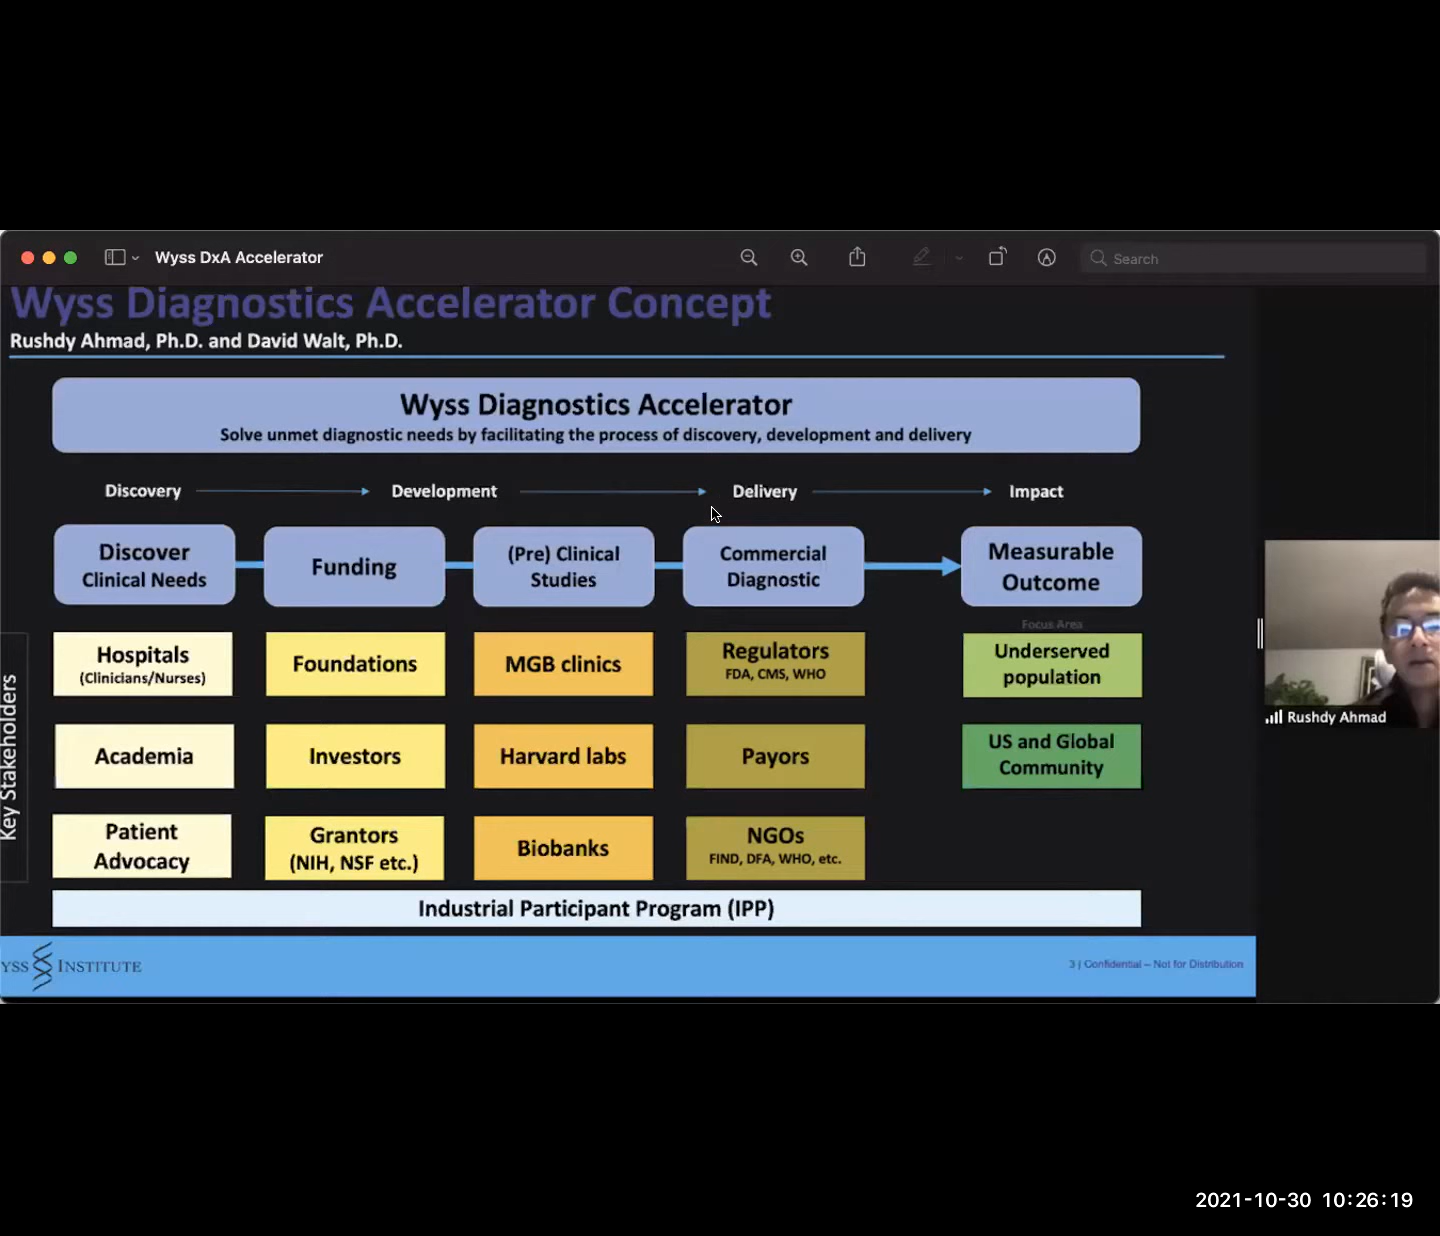 Wyss DxA Accelerator
Search
Wyss Diagnostics Accelerator Concept
Rushdy Ahmad, Ph.D. and David Walt, Ph.D.
Wyss Diagnostics Accelerator
Solve unmet diagnostic needs by facilitating the process of discovery, development and delivery
Discovery
Development
Delivery
Impact
Discover
Clinical Needs
Funding
(Pre) Clinical
Studies
Commercial
Diagnostic
Measurable
Outcome
Focus Area
Key Stakeholders
Hospitals
(Clinicians/Nurses)
Foundations
MGB clinics
Regulators
FDA, CMS, WHO
Underserved
population
Academia
Investors
Harvard labs
Payors
US and Global
Community
Patient
Advocacy
Grantors
(NIH, NSF etc.)
Biobanks
NGOs
FIND, DFA, WHO, etc.
Industrial Participant Program (IPP)
YSS INSTITUTE
3 | Confidential – Not for Distribution
Rushdy Ahmad
2021-10-30 10:26:19